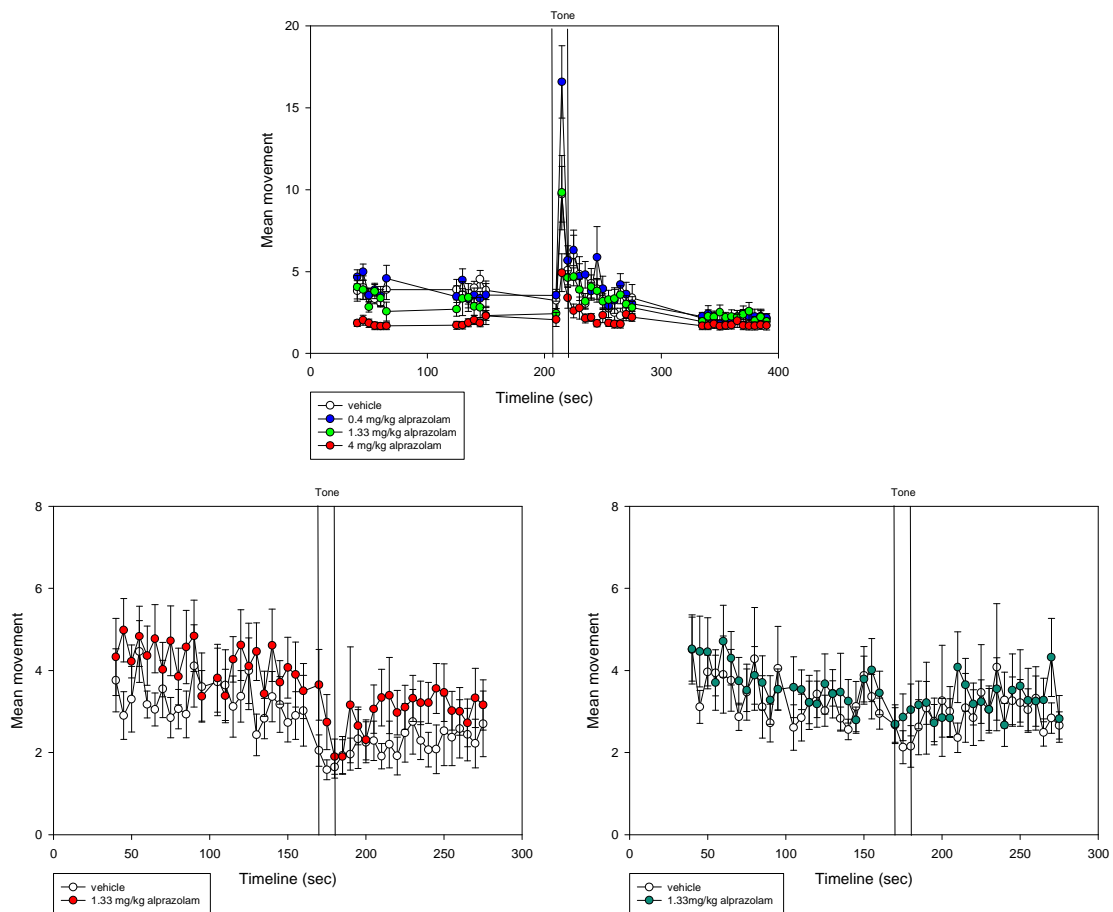 Tone
20
15
10
5
0
Mean movement
0 100 200 300 400
Timeline (sec)
vehicle
0.4 mg/kg alprazolam
1.33 mg/kg alprazolam
4 mg/kg alprazolam
Tone
8
6
4
2
0
Mean movement
0 50 100 150 200 250 300
Timeline (sec)
vehicle
1.33 mg/kg alprazolam
Tone
8
6
4
2
0
Mean movement
0 50 100 150 200 250 300
Timeline (sec)
vehicle
1.33mg/kg alprazolam